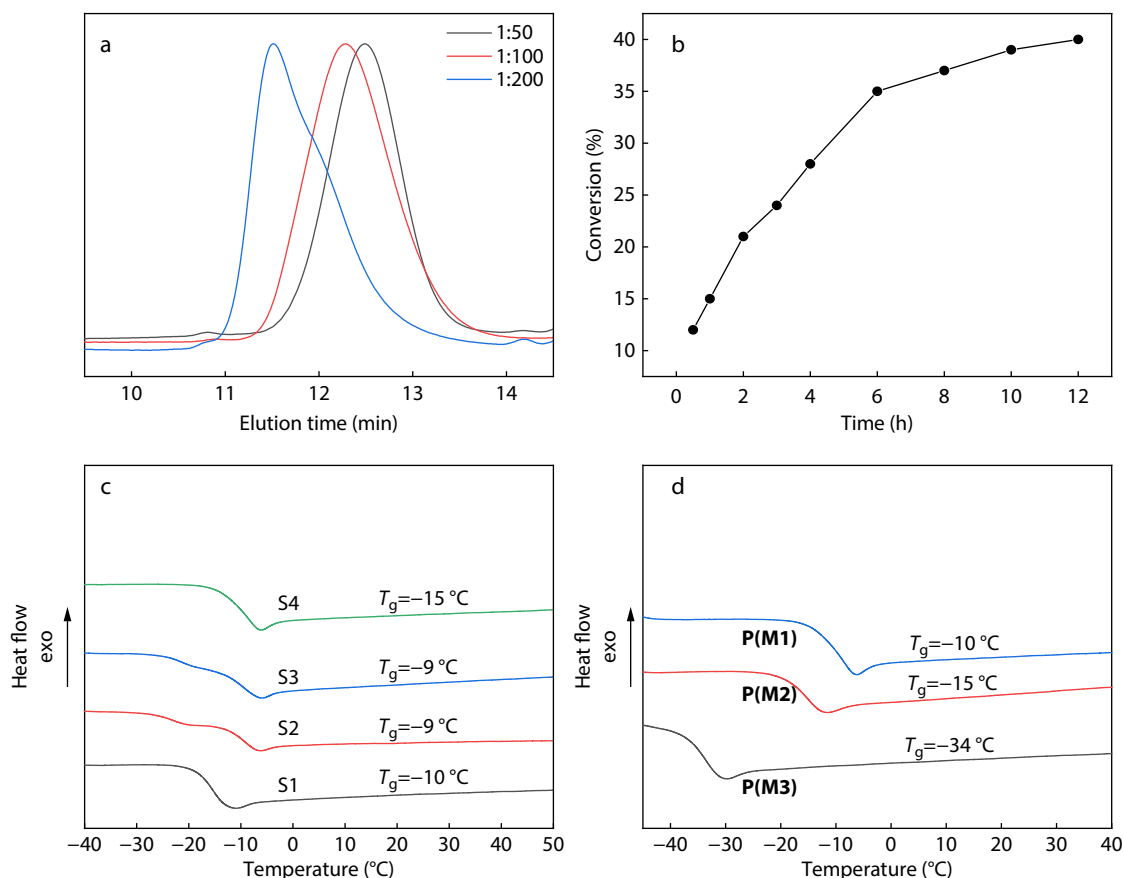 a
1:50
1:100
1:200
10 11 12 13 14
Elution time (min)
b
40
35
30
25
20
15
10
Conversion (%)
0 2 4 6 8 10 12
Time (h)
c
Heat flow
exo
S4
Tg=−15 °C
S3
Tg=−9 °C
S2
Tg=−9 °C
S1
Tg=−10 °C
−40 −30 −20 −10 0 10 20 30 40 50
Temperature (°C)
d
Heat flow
exo
P(M1)
Tg=−10 °C
P(M2)
Tg=−15 °C
Tg=−34 °C
P(M3)
−40 −30 −20 −10 0 10 20 30 40
Temperature (°C)